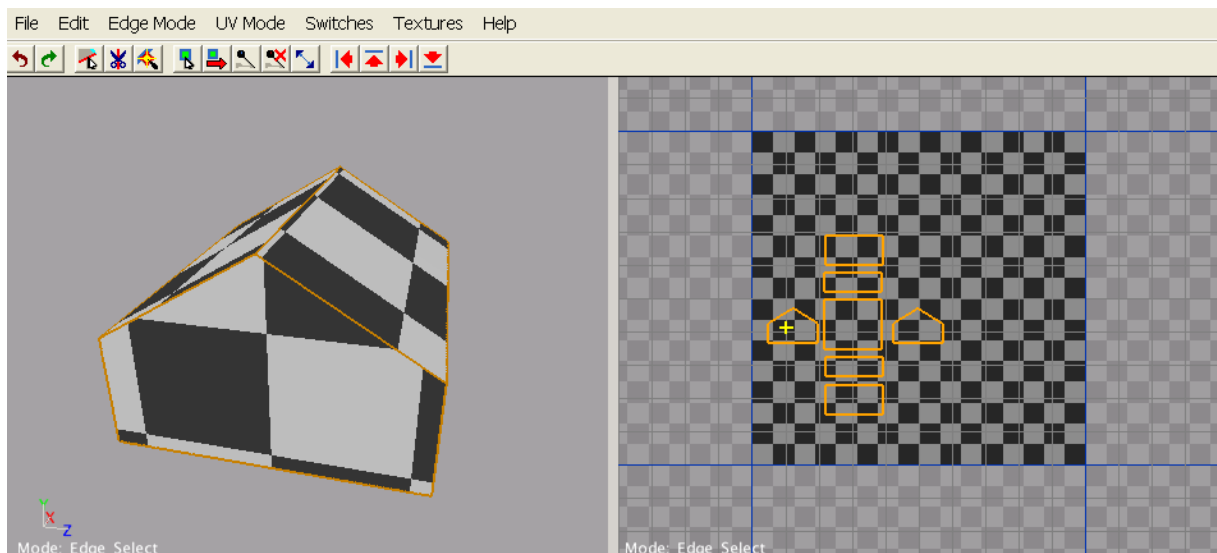 File Edit Edge Mode UV Mode Switches Textures Help
Y
X
Z
Mode: Edge Select
Mode: Edge Select